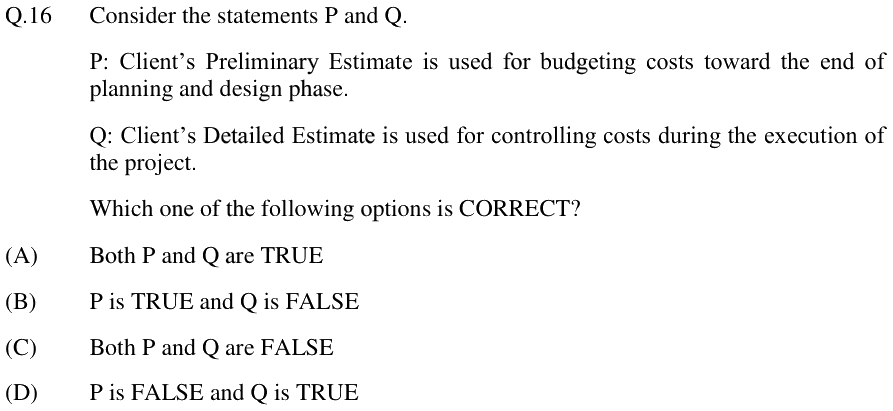 Q.16 Consider the statements P and Q.
P: Client's Preliminary Estimate is used for budgeting costs toward the end of
planning and design phase.
Q: Client's Detailed Estimate is used for controlling costs during the execution of
the project.
Which one of the following options is CORRECT?
(A) Both P and Q are TRUE
(B) P is TRUE and Q is FALSE
(C) Both P and Q are FALSE
(D) P is FALSE and Q is TRUE